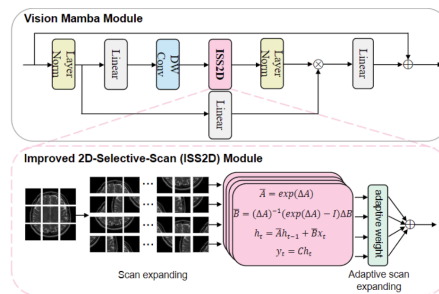 Vision Mamba Module
Layer Norm
Linear
DW Conv
ISS2D
Layer Norm
Linear
Linear
Improved 2D-Selective-Scan (ISS2D) Module
A̅ = exp(ΔA)
B̅ = (ΔA)⁻¹(exp(ΔA) − I)ΔB
hₜ = A̅hₜ₋₁ + B̅xₜ
yₜ = Chₜ
adaptive weight
Scan expanding
Adaptive scan
expanding